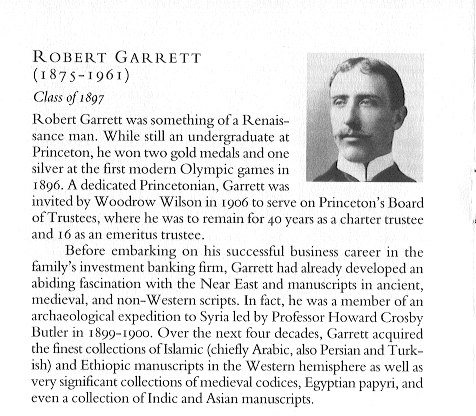 ROBERT GARRETT
(1875-1961)
Class of 1897
Robert Garrett was something of a Renais-
sance man. While still an undergraduate at
Princeton, he won two gold medals and one
silver at the first modern Olympic games in
1896. A dedicated Princetonian, Garrett was
invited by Woodrow Wilson in 1906 to serve on Princeton's Board
of Trustees, where he was to remain for 40 years as a charter trustee
and 16 as an emeritus trustee.
Before embarking on his successful business career in the
family's investment banking firm, Garrett had already developed an
abiding fascination with the Near East and manuscripts in ancient,
medieval, and non-Western scripts. In fact, he was a member of an
archaeological expedition to Syria led by Professor Howard Crosby
Butler in 1899-1900. Over the next four decades, Garrett acquired
the finest collections of Islamic (chiefly Arabic, also Persian and Turk-
ish) and Ethiopic manuscripts in the Western hemisphere as well as
very significant collections of medieval codices, Egyptian papyri, and
even a collection of Indic and Asian manuscripts.